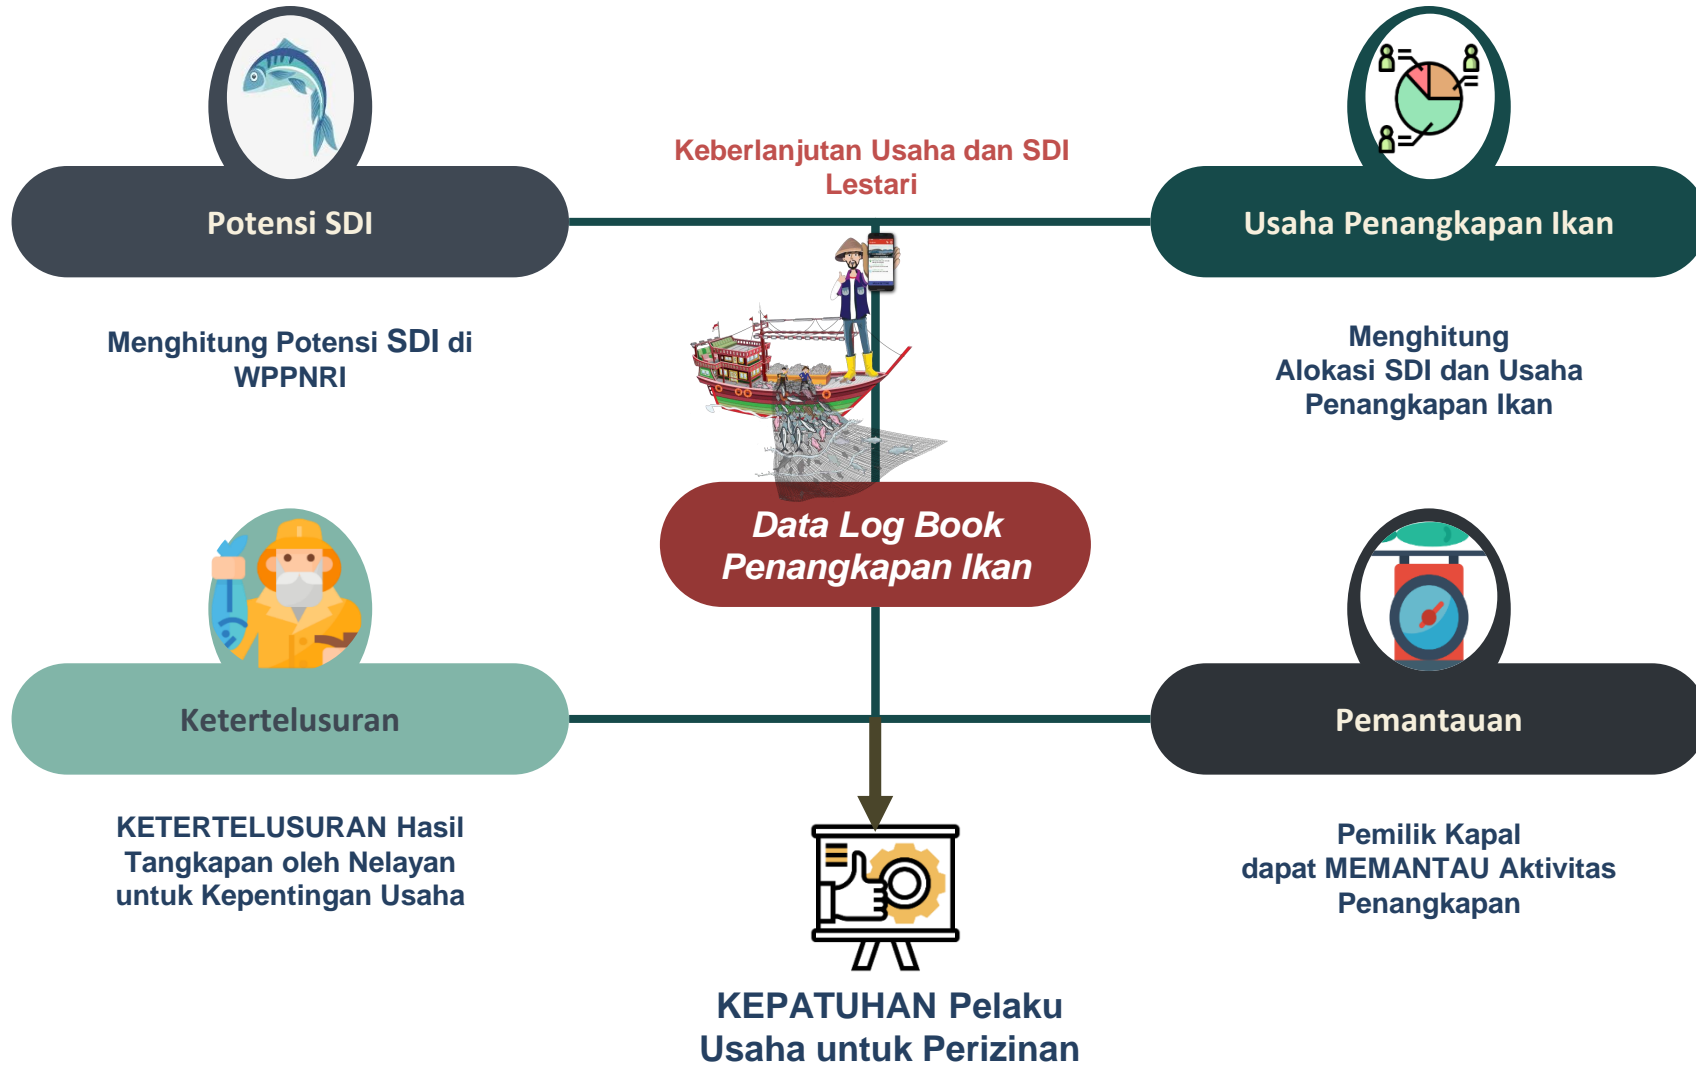 Keberlanjutan Usaha dan SDI
Lestari
Potensi SDI
Usaha Penangkapan Ikan
Menghitung Potensi SDI di
WPPNRI
Menghitung
Alokasi SDI dan Usaha
Penangkapan Ikan
Data Log Book
Penangkapan Ikan
Ketertelusuran
Pemantauan
KETERTELUSURAN Hasil
Tangkapan oleh Nelayan
untuk Kepentingan Usaha
Pemilik Kapal
dapat MEMANTAU Aktivitas
Penangkapan
KEPATUHAN Pelaku
Usaha untuk Perizinan